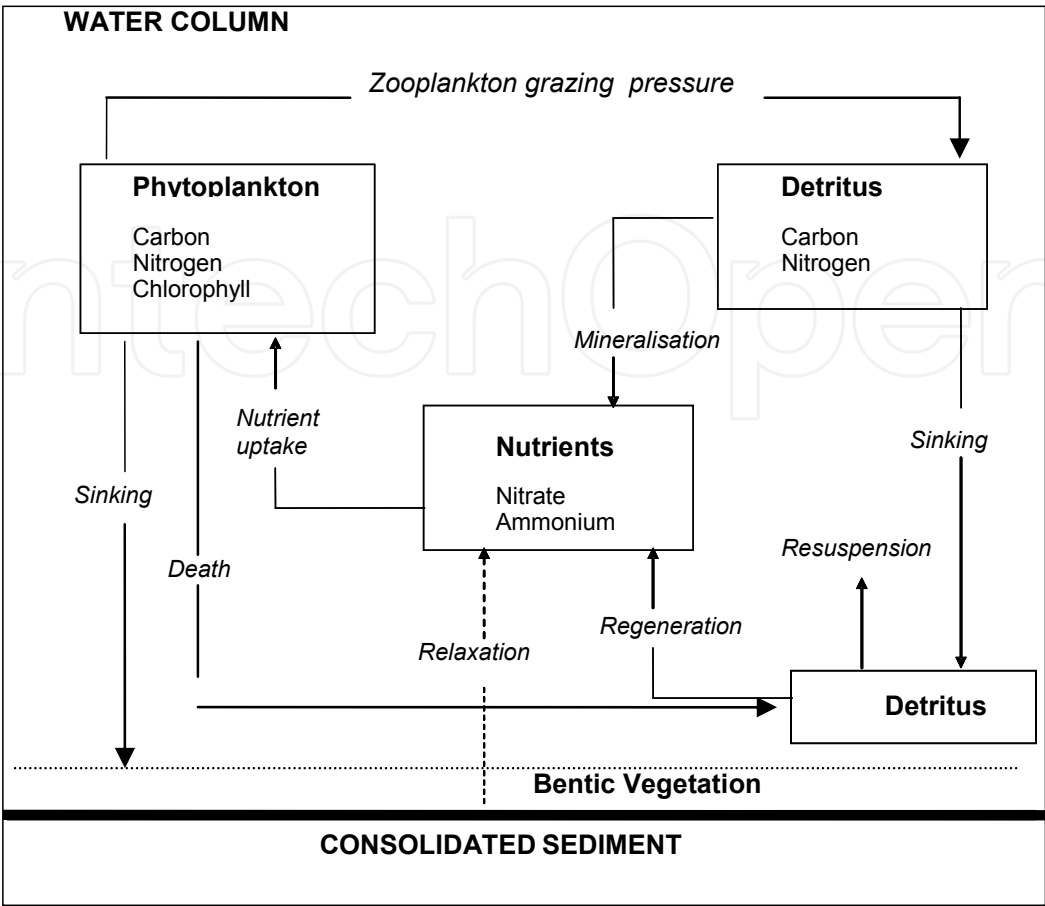 WATER COLUMN
Zooplankton grazing pressure
Phytoplankton
Carbon
Nitrogen
Chlorophyll
Detritus
Carbon
Nitrogen
Mineralisation
Nutrient
uptake
Nutrients
Nitrate
Ammonium
Sinking
Sinking
Death
Resuspension
Relaxation
Regeneration
Detritus
Bentic Vegetation
CONSOLIDATED SEDIMENT
ntechOpen